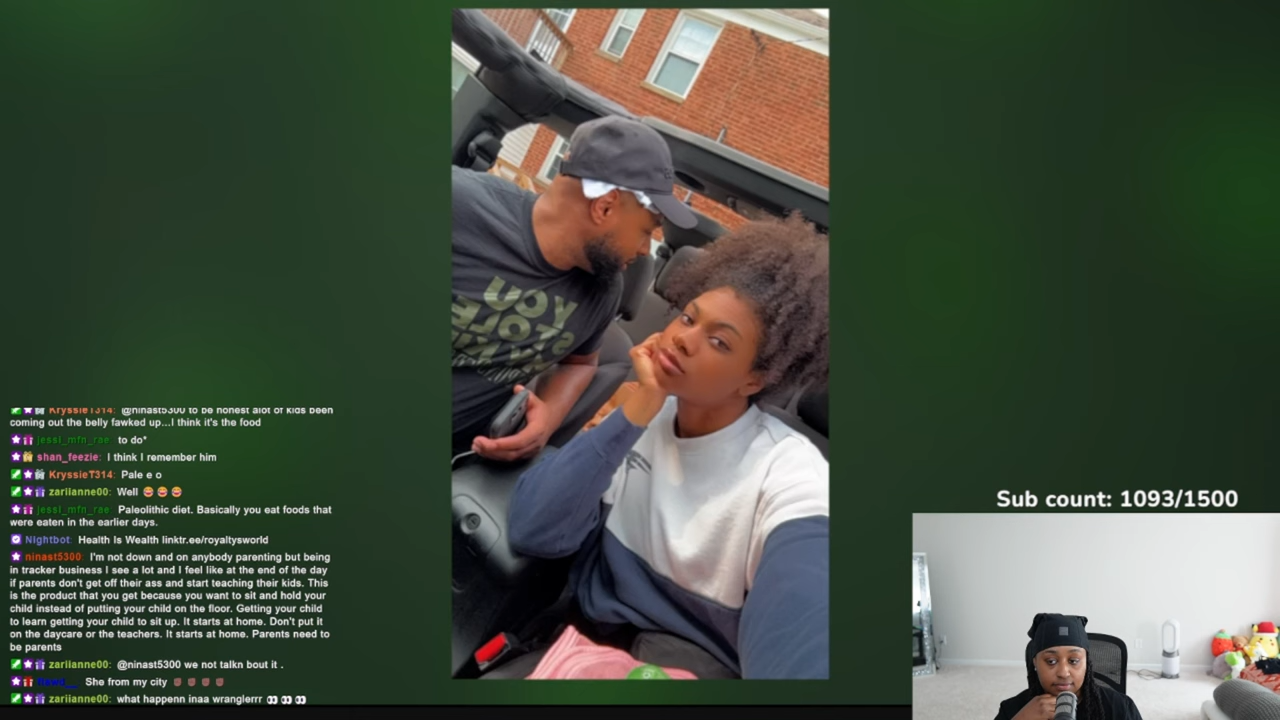 KryssieT314: @ninast5300 to be honest alot of kids been
coming out the belly fawked up...I think it's the food
jessi_mfn_rae: to do*
shan_feezie: I think I remember him
KryssieT314: Pale e o
zariianne00: Well
jessi_mfn_rae: Paleolithic diet. Basically you eat foods that
were eaten in the earlier days.
Nightbot: Health Is Wealth linktr.ee/royaltysworld
ninast5300: I'm not down and on anybody parenting but being
in tracker business I see a lot and I feel like at the end of the day
if parents don't get off their ass and start teaching their kids. This
is the product that you get because you want to sit and hold your
child instead of putting your child on the floor. Getting your child
to learn getting your child to sit up. It starts at home. Don't put it
on the daycare or the teachers. It starts at home. Parents need to
be parents
zariianne00: @ninast5300 we not talkn bout it .
She from my city
zariianne00: what happenn inaa wranglerrr
YOU
STOLE
Sub count: 1093/1500